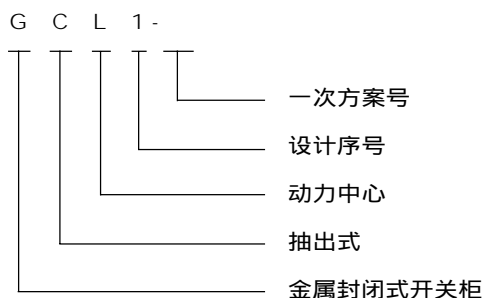 G C L 1 -
一次方案号
设计序号
动力中心
抽出式
金属封闭式开关柜